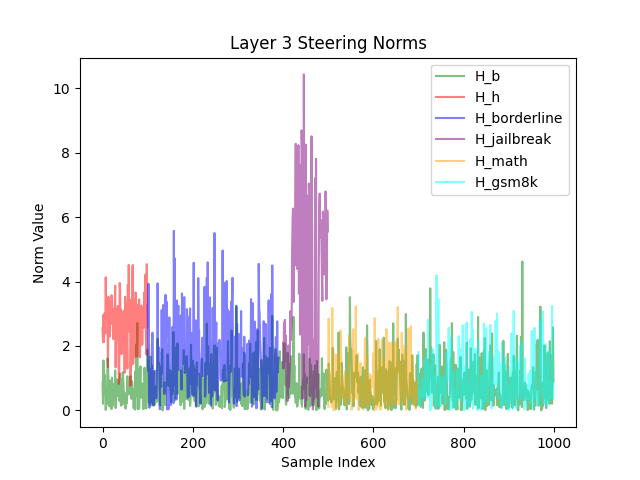 Layer 3 Steering Norms
H_b
H_h
H_borderline
H_jailbreak
H_math
H_gsm8k
Norm Value
10
8
6
4
2
0
0 200 400 600 800 1000
Sample Index